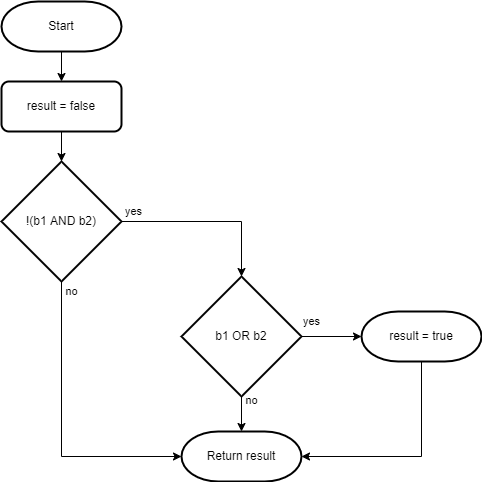 Start
result = false
!(b1 AND b2)
yes
no
b1 OR b2
yes
result = true
no
Return result